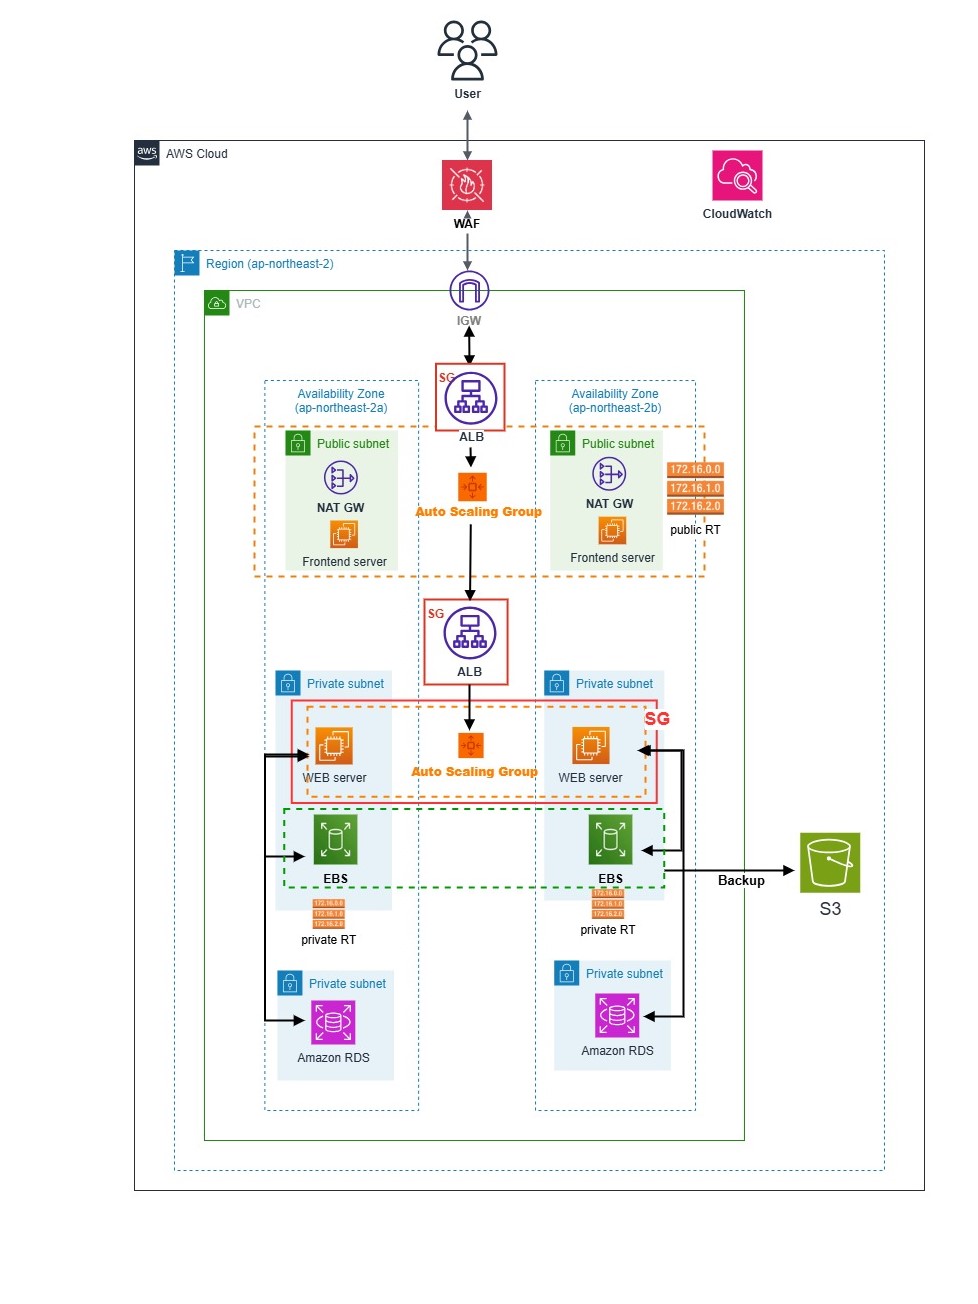 User
aws
AWS Cloud
CloudWatch
WAF
Region (ap-northeast-2)
VPC
IGW
SG
ALB
Availability Zone
(ap-northeast-2a)
Availability Zone
(ap-northeast-2b)
Public subnet
NAT GW
Frontend server
Auto Scaling Group
Public subnet
NAT GW
Frontend server
172.16.0.0
172.16.1.0
172.16.2.0
public RT
SG
ALB
Private subnet
Private subnet
SG
WEB server
Auto Scaling Group
WEB server
EBS
EBS
Backup
S3
172.16.0.0
172.16.1.0
172.16.2.0
private RT
172.16.0.0
172.16.1.0
172.16.2.0
private RT
Private subnet
Amazon RDS
Private subnet
Amazon RDS